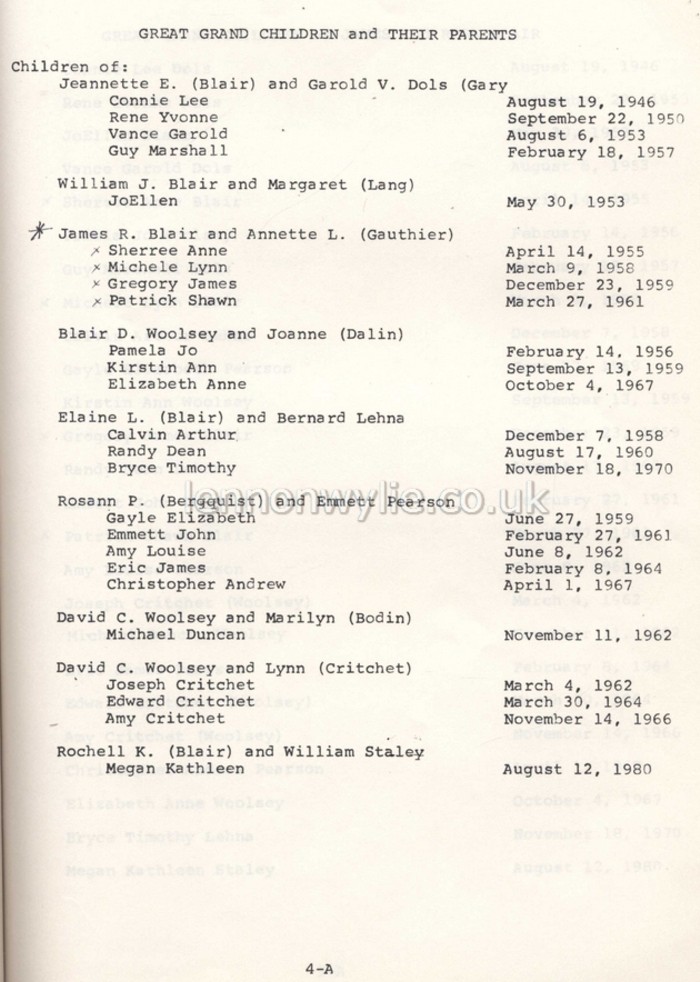 GREAT GRAND CHILDREN and THEIR PARENTS
Children of:
Jeannette E. (Blair) and Garold V. Dols (Gary
Connie Lee August 19, 1946
Rene Yvonne September 22, 1950
Vance Garold August 6, 1953
Guy Marshall February 18, 1957
William J. Blair and Margaret (Lang)
JoEllen May 30, 1953
* James R. Blair and Annette L. (Gauthier)
x Sherree Anne April 14, 1955
x Michele Lynn March 9, 1958
x Gregory James December 23, 1959
x Patrick Shawn March 27, 1961
Blair D. Woolsey and Joanne (Dalin)
Pamela Jo February 14, 1956
Kirstin Ann September 13, 1959
Elizabeth Anne October 4, 1967
Elaine L. (Blair) and Bernard Lehna
Calvin Arthur December 7, 1958
Randy Dean August 17, 1960
Bryce Timothy November 18, 1970
lennonwylie.co.uk
Rosann P. (Bergquist) and Emmett Pearson
Gayle Elizabeth June 27, 1959
Emmett John February 27, 1961
Amy Louise June 8, 1962
Eric James February 8, 1964
Christopher Andrew April 1, 1967
David C. Woolsey and Marilyn (Bodin)
Michael Duncan November 11, 1962
David C. Woolsey and Lynn (Critchet)
Joseph Critchet March 4, 1962
Edward Critchet March 30, 1964
Amy Critchet November 14, 1966
Rochell K. (Blair) and William Staley
Megan Kathleen August 12, 1980
4-A